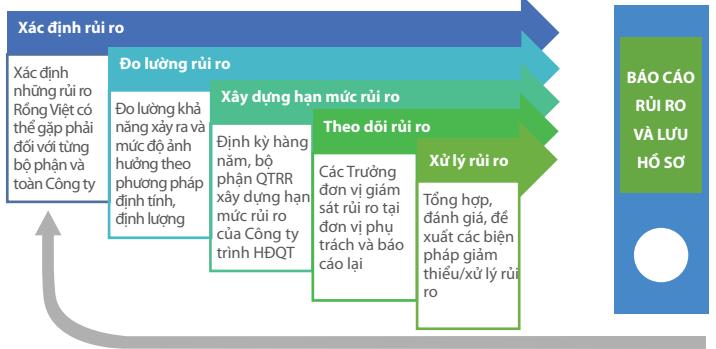 Xác định rủi ro
Xác định
những rủi ro
Rồng Việt có
thể gặp phải
đối với từng
bộ phận và
toàn Công ty
Đo lường rủi ro
Đo lường khả
năng xảy ra và
mức độ ảnh
hưởng theo
phương pháp
định tính,
định lượng
Xây dựng hạn mức rủi ro
Định kỳ hàng
năm, bộ
phận QTRR
xây dựng hạn
mức rủi ro
của Công ty
trình HĐQT
Theo dõi rủi ro
Các Trưởng
đơn vị giám
sát rủi ro tại
đơn vị phụ
trách và báo
cáo lại
Xử lý rủi ro
Tổng hợp,
đánh giá, đề
xuất các biện
pháp giảm
thiểu/xử lý rủi
ro
BÁO CÁO
RỦI RO
VÀ LƯU
HỒ SƠ